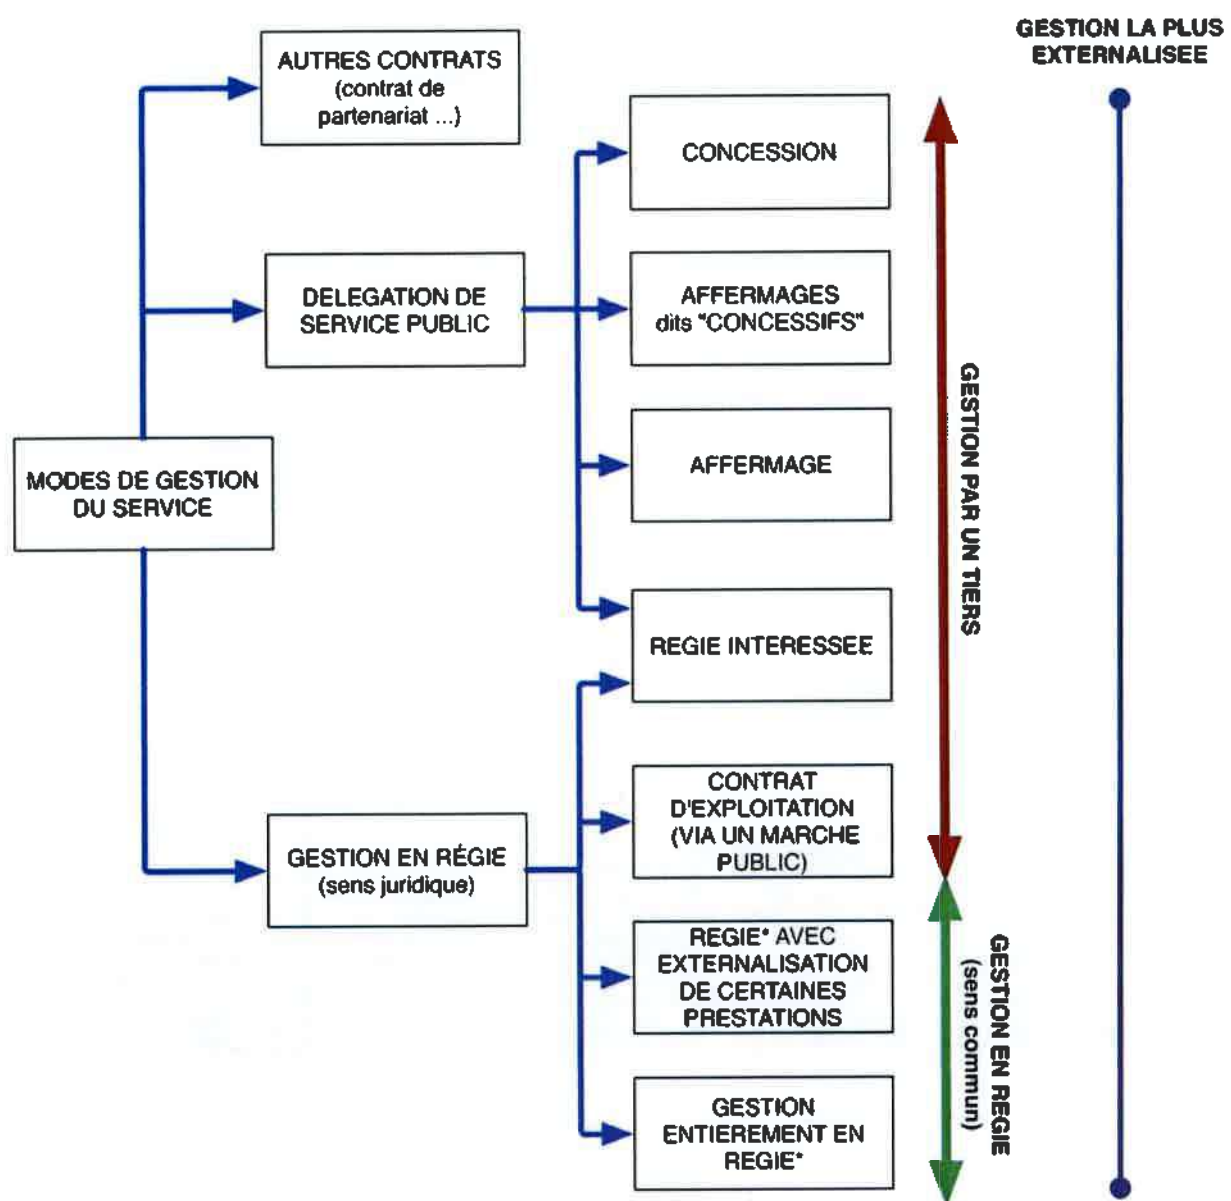 GESTION LA PLUS
EXTERNALISEE
AUTRES CONTRATS
(contrat de
partenariat ...)
CONCESSION
DELEGATION DE
SERVICE PUBLIC
AFFERMAGES
dits "CONCESSIFS"
AFFERMAGE
MODES DE GESTION
DU SERVICE
GESTION PAR UN TIERS
REGIE INTERESSEE
CONTRAT
D'EXPLOITATION
(VIA UN MARCHE
PUBLIC)
GESTION EN RÉGIE
(sens juridique)
REGIE* AVEC
EXTERNALISATION
DE CERTAINES
PRESTATIONS
GESTION EN REGIE
(sens commun)
GESTION
ENTIEREMENT EN
REGIE*